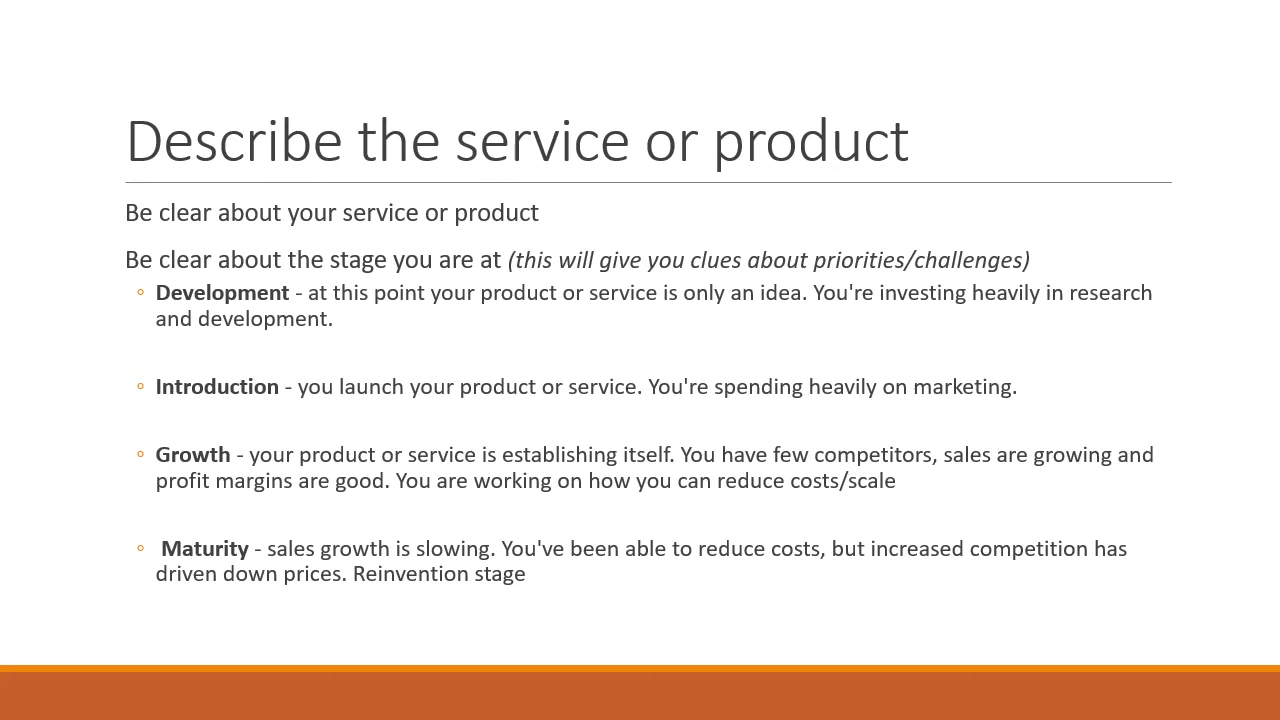 Describe the service or product
Be clear about your service or product
Be clear about the stage you are at (this will give you clues about priorities/challenges)
◦ Development - at this point your product or service is only an idea. You're investing heavily in research
and development.
◦ Introduction - you launch your product or service. You're spending heavily on marketing.
◦ Growth - your product or service is establishing itself. You have few competitors, sales are growing and
profit margins are good. You are working on how you can reduce costs/scale
◦ Maturity - sales growth is slowing. You've been able to reduce costs, but increased competition has
driven down prices. Reinvention stage